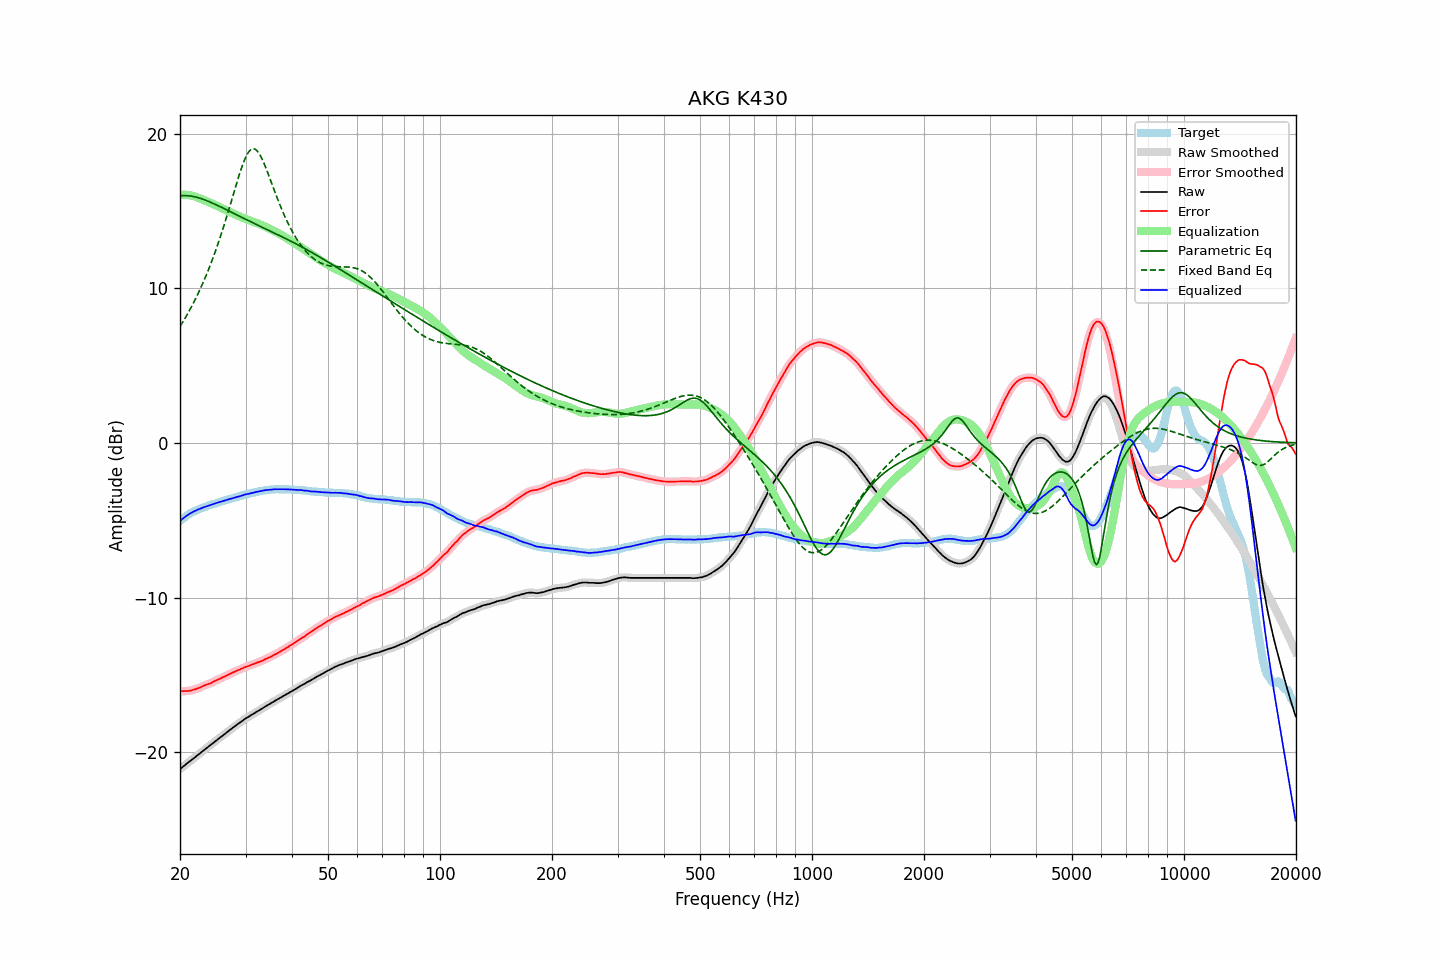 AKG K430
Amplitude (dBr)
20
10
0
−10
−20
Target
Raw Smoothed
Error Smoothed
Raw
Error
Equalization
Parametric Eq
Fixed Band Eq
Equalized
20 50 100 200 500 1000 2000 5000 10000 20000
Frequency (Hz)